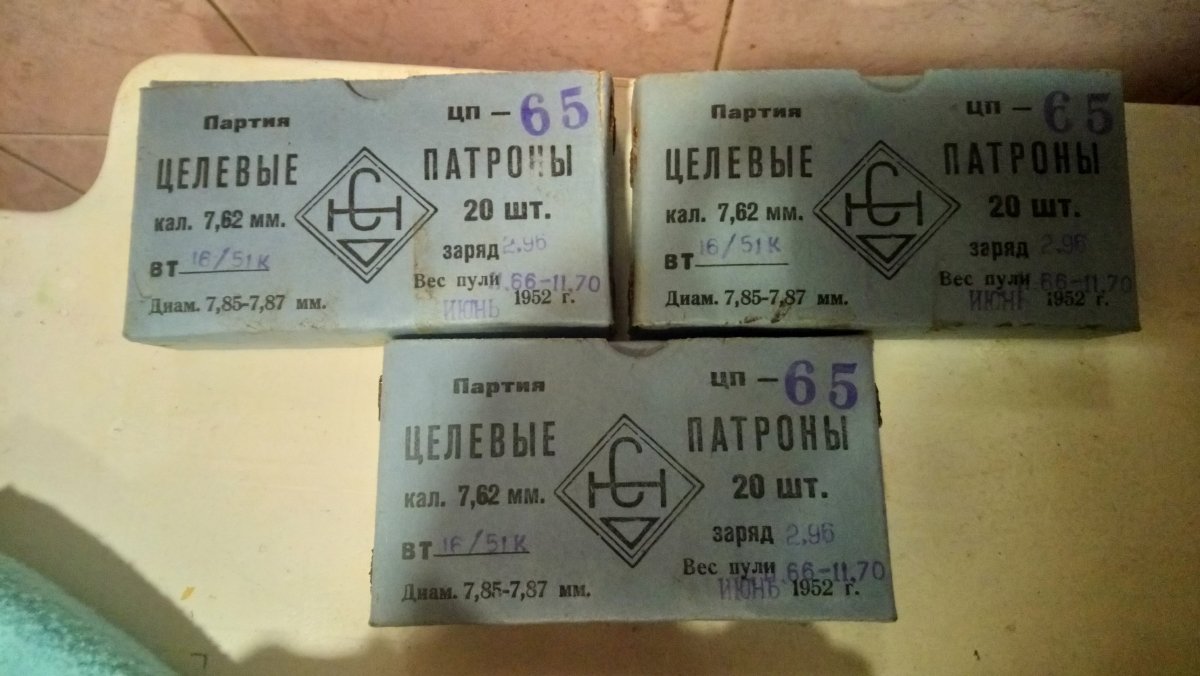 Партия ЦП — 65
ЦЕЛЕВЫЕ ПАТРОНЫ
кал. 7,62 мм. 20 шт.
ВТ 16/51К заряд 2.96
Вес пули 11.66-11.70
Диам. 7,85-7,87 мм. ИЮНЬ 1952 г.
Партия ЦП — 65
ЦЕЛЕВЫЕ ПАТРОНЫ
кал. 7,62 мм. 20 шт.
ВТ 16/51К заряд 2.96
Вес пули 66-11.70
Диам. 7,85-7,87 мм. ИЮНЬ 1952 г.
Партия ЦП — 65
ЦЕЛЕВЫЕ ПАТРОНЫ
кал. 7,62 мм. 20 шт.
ВТ 16/51К заряд 2.96
Вес пули 66-11.70
Диам. 7,85-7,87 мм. ИЮНЬ 1952 г.